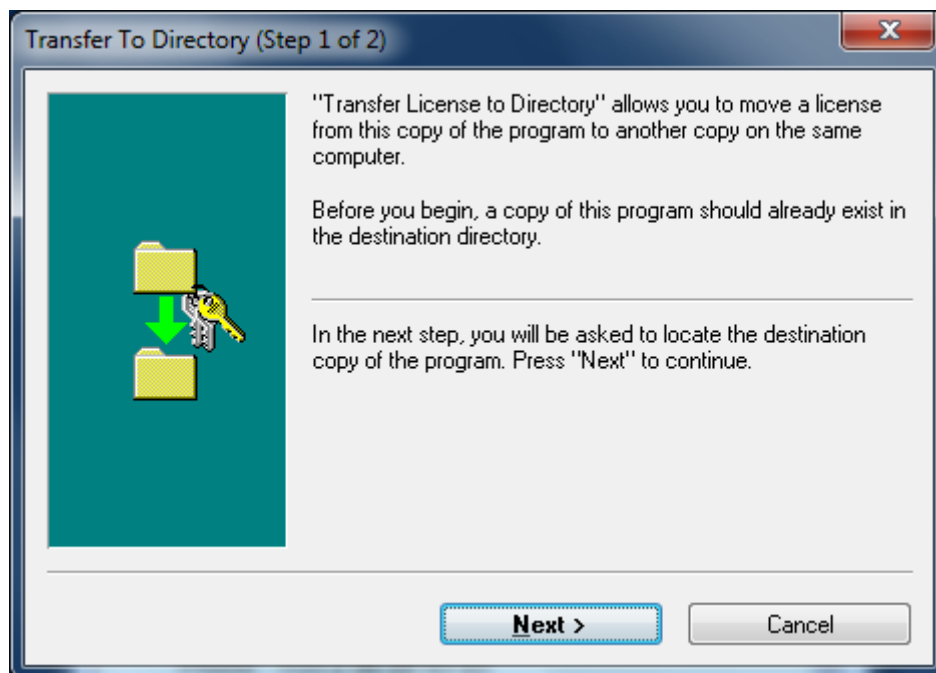 Transfer To Directory (Step 1 of 2)
"Transfer License to Directory" allows you to move a license
from this copy of the program to another copy on the same
computer.
Before you begin, a copy of this program should already exist in
the destination directory.
In the next step, you will be asked to locate the destination
copy of the program. Press "Next" to continue.
Next >
Cancel